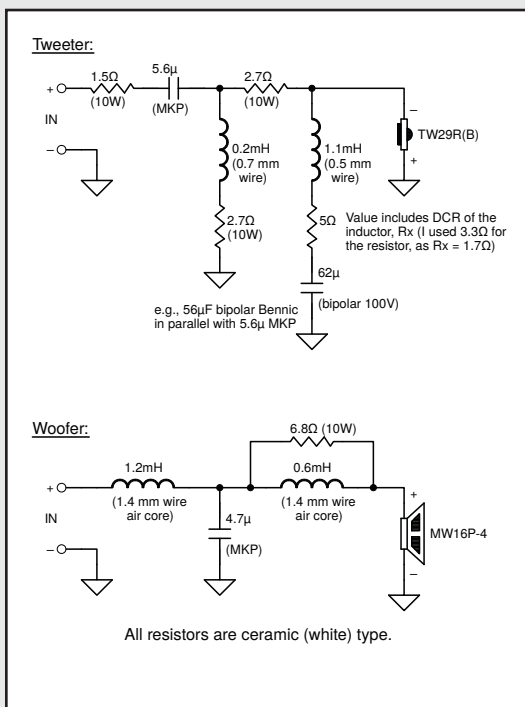 Tweeter:
5.6µ
1.5Ω
2.7Ω
+
(10W)
(MKP)
(10W)
–
IN
TW29R(B)
0.2mH
(0.7 mm
wire)
1.1mH
(0.5 mm
wire)
–
+
2.7Ω
(10W)
5Ω
Value includes DCR of the
inductor, Rx (I used 3.3Ω for
the resistor, as Rx = 1.7Ω)
62µ
(bipolar 100V)
e.g., 56µF bipolar Bennic
in parallel with 5.6µ MKP
Woofer:
6.8Ω (10W)
1.2mH
0.6mH
+
(1.4 mm wire
air core)
(1.4 mm wire
air core)
+
IN
4.7µ
(MKP)
MW16P-4
–
–
All resistors are ceramic (white) type.